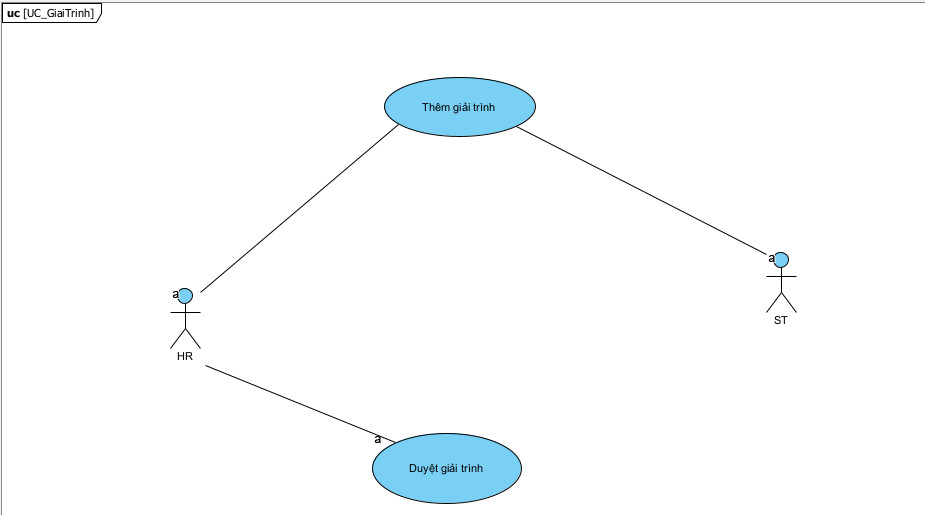 uc [UC_GiaiTrinh]
Thêm giải trình
a
ST
a
HR
a
Duyệt giải trình